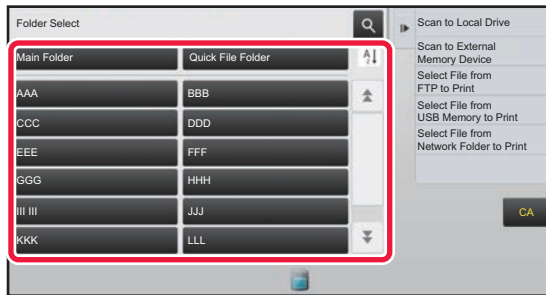 Folder Select
Main Folder
Quick File Folder
AAA
BBB
CCC
DDD
EEE
FFF
GGG
HHH
III III
JJJ
KKK
LLL
Scan to Local Drive
Scan to External
Memory Device
Select File from
FTP to Print
Select File from
USB Memory to Print
Select File from
Network Folder to Print
CA